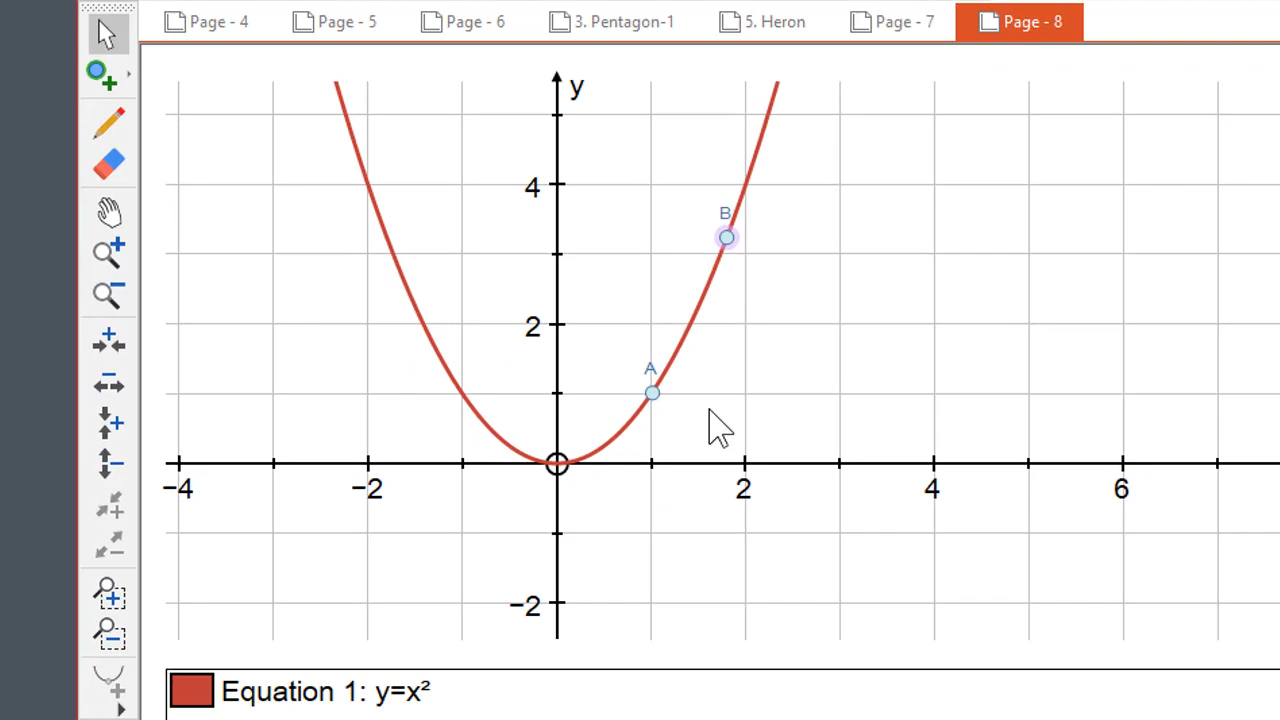 Page - 4
Page - 5
Page - 6
3. Pentagon-1
5. Heron
Page - 7
Page - 8
y
4
B
2
A
−4
−2
2
4
6
−2
Equation 1: y=x²